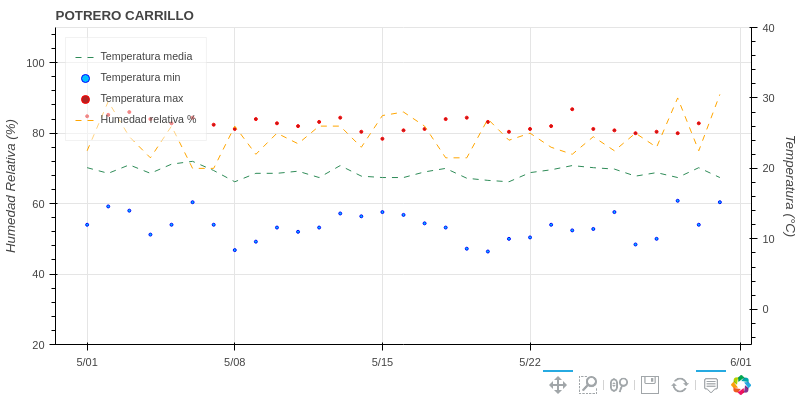 POTRERO CARRILLO
Temperatura media
Temperatura min
Temperatura max
Humedad relativa %
Humedad Relativa (%)
100
80
60
40
20
Temperatura (°C)
40
30
20
10
0
5/01
5/08
5/15
5/22
6/01